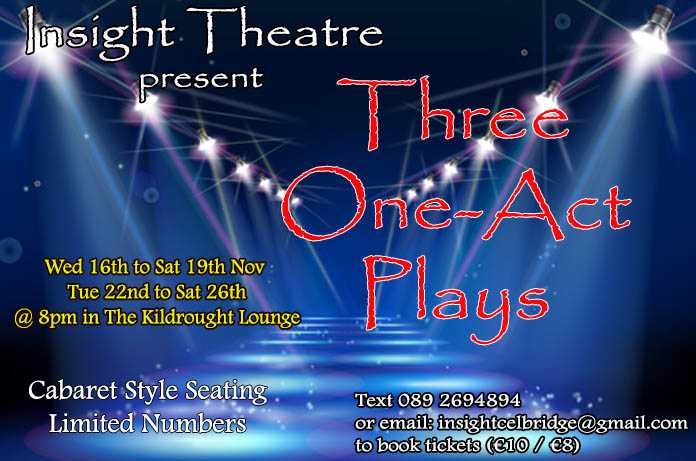 Insight Theatre
present
Three
One-Act
Plays
Wed 16th to Sat 19th Nov
Tue 22nd to Sat 26th
@ 8pm in The Kildrought Lounge
Cabaret Style Seating
Limited Numbers
Text 089 2694894
or email: insightcelbridge@gmail.com
to book tickets (€10 / €8)